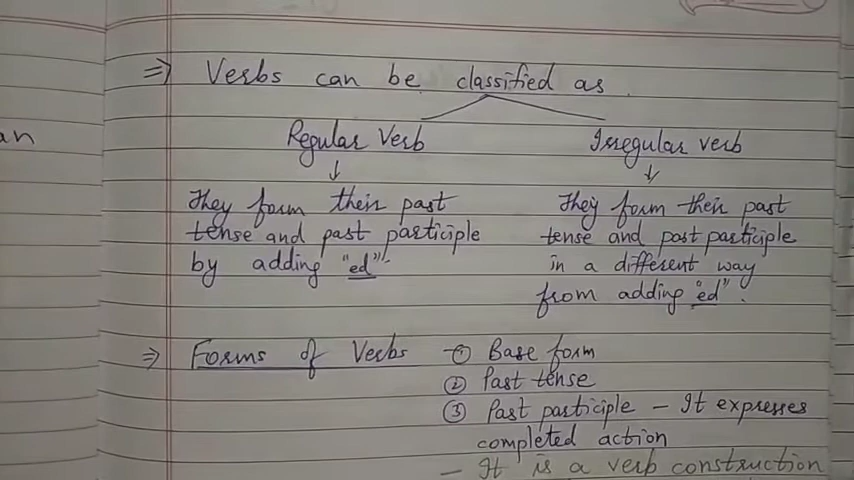 ⇒ Verbs can be classified as
Regular Verb
↓
They form their past
tense and past participle
by adding "ed".
Irregular verb
↓
They form their past
tense and past participle
in a different way
from adding "ed".
⇒ Forms of Verbs - ① Base form
② Past tense
③ Past participle - It expresses
completed action
- It is a verb construction